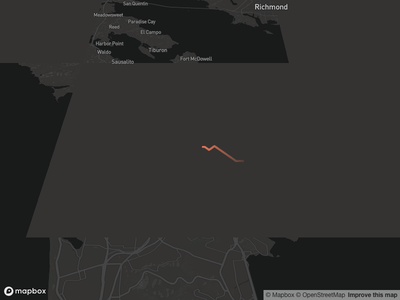 San Quentin
Richmond
Meadowsweet
Paradise Cay
Reed
El Campo
Harbor Point
Tiburon
Waldo
Fort McDowell
Sausalito
mapbox
© Mapbox © OpenStreetMap Improve this map